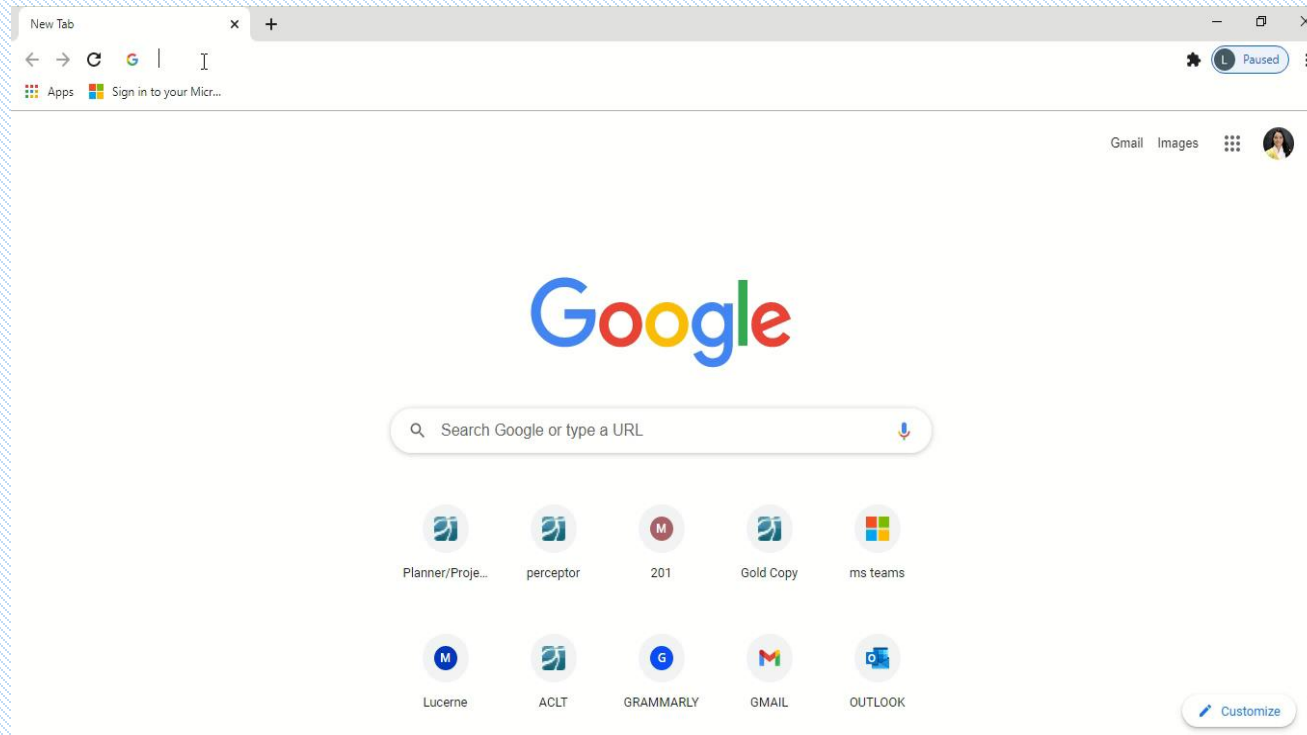 New Tab
L Paused
Apps Sign in to your Micr...
Gmail Images
Google
Search Google or type a URL
M
Planner/Proje... perceptor 201 Gold Copy ms teams
M G
Lucerne ACLT GRAMMARLY GMAIL OUTLOOK
Customize